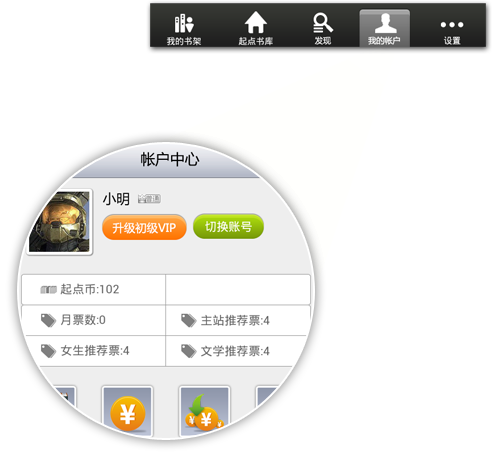 我的书架 起点书库 发现 我的帐户 设置
帐户中心
小明 普通
升级初级VIP 切换账号
起点币:102
月票数:0 主站推荐票:4
女生推荐票:4 文学推荐票:4
¥ ¥